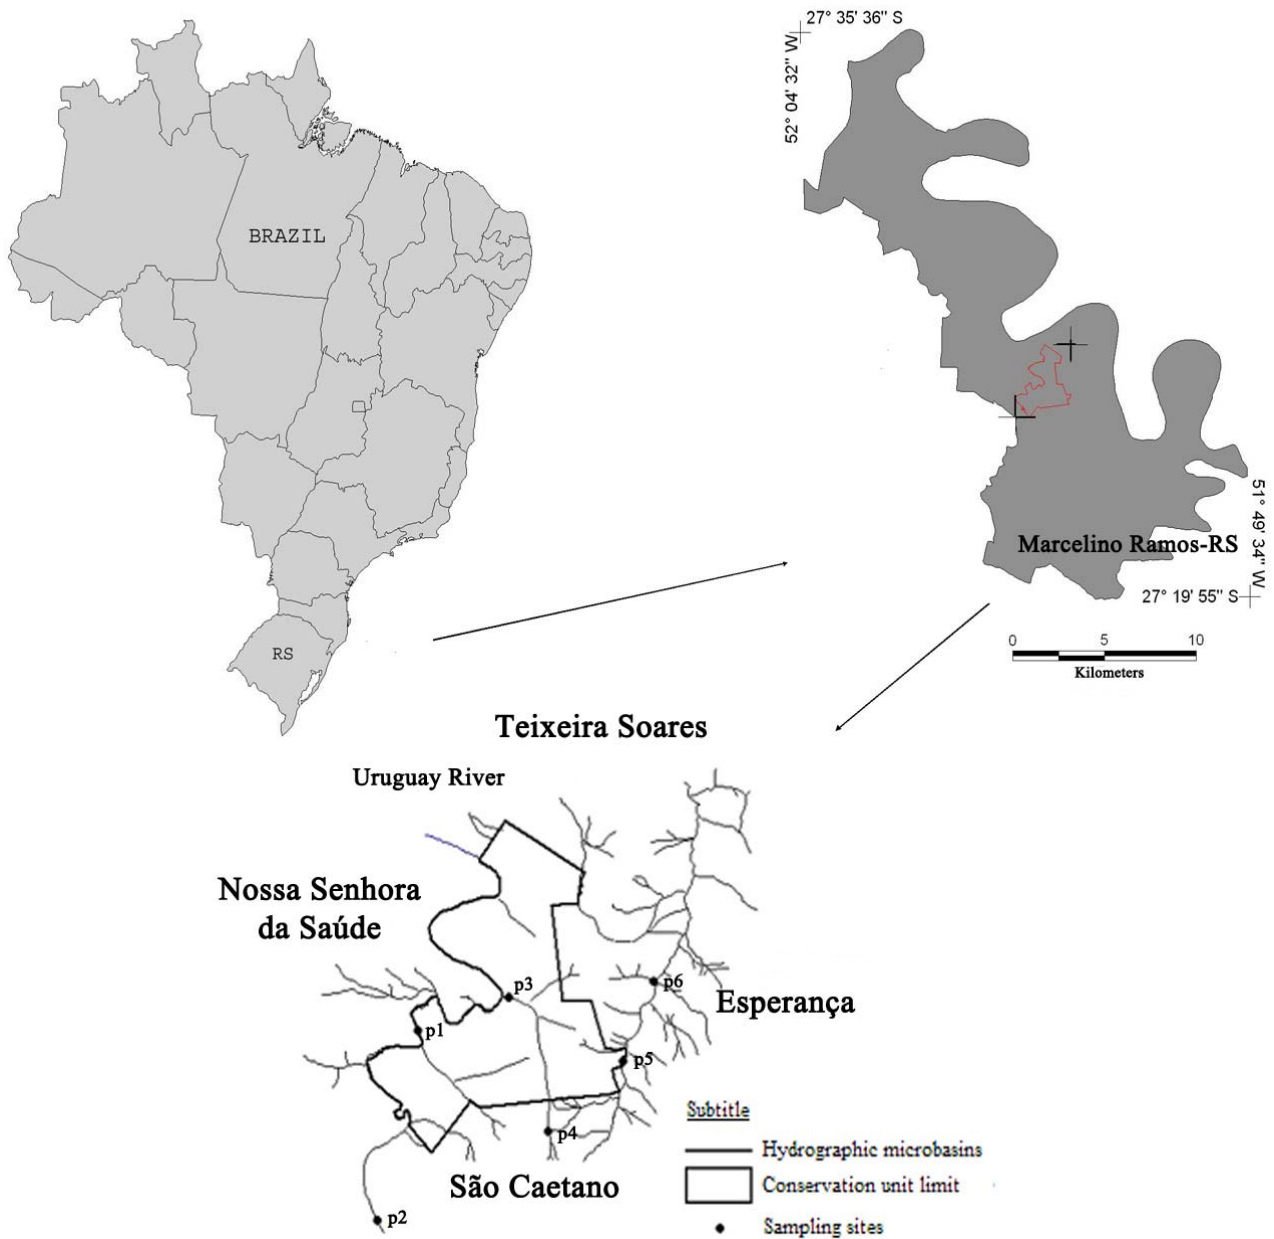 27° 35' 36" S
52° 04' 32" W
BRAZIL
RS
51° 49' 34" W
Marcelino Ramos-RS
27° 19' 55" S
0 5 10
Kilometers
Teixeira Soares
Uruguay River
Nossa Senhora
da Saúde
p3
p6
Esperança
p1
p5
p4
São Caetano
p2
Subtitle
Hydrographic microbasins
Conservation unit limit
Sampling sites